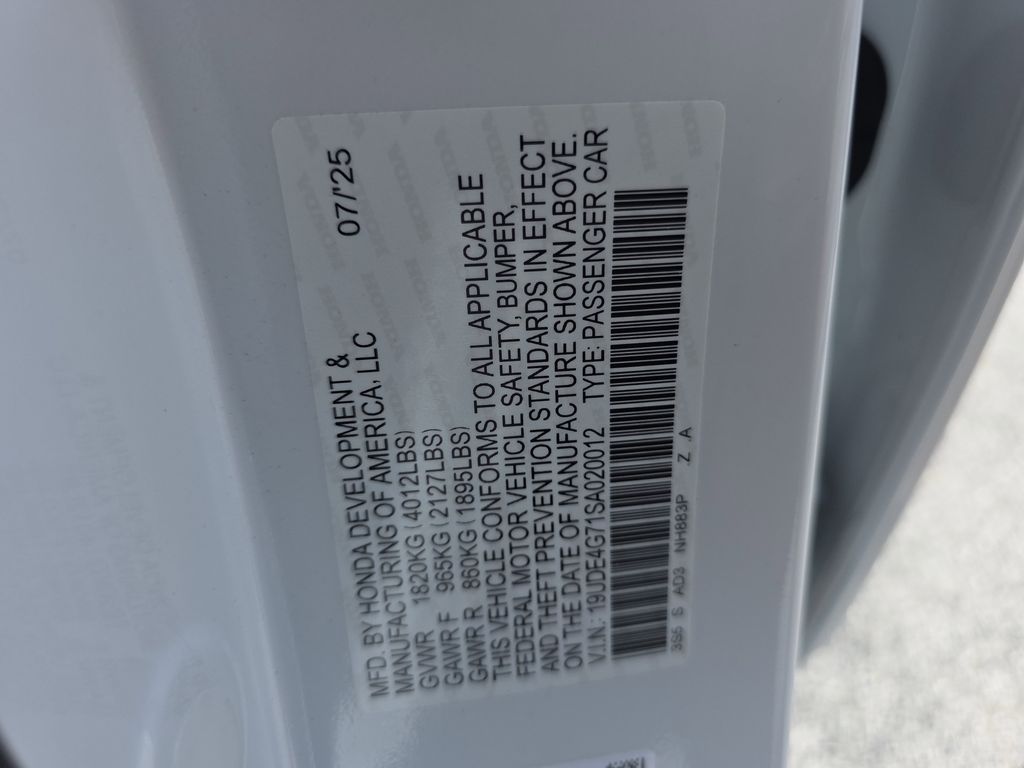 MFD. BY HONDA DEVELOPMENT &
MANUFACTURING OF AMERICA, LLC 07/'25
GVWR 1820KG (4012LBS)
GAWR F 965KG (2127LBS)
GAWR R 860KG (1895LBS)
THIS VEHICLE CONFORMS TO ALL APPLICABLE
FEDERAL MOTOR VEHICLE SAFETY, BUMPER,
AND THEFT PREVENTION STANDARDS IN EFFECT
ON THE DATE OF MANUFACTURE SHOWN ABOVE.
V.I.N.: 19UDE4G71SA020012 TYPE: PASSENGER CAR
3S5 S AD3 NH883P .Z .A